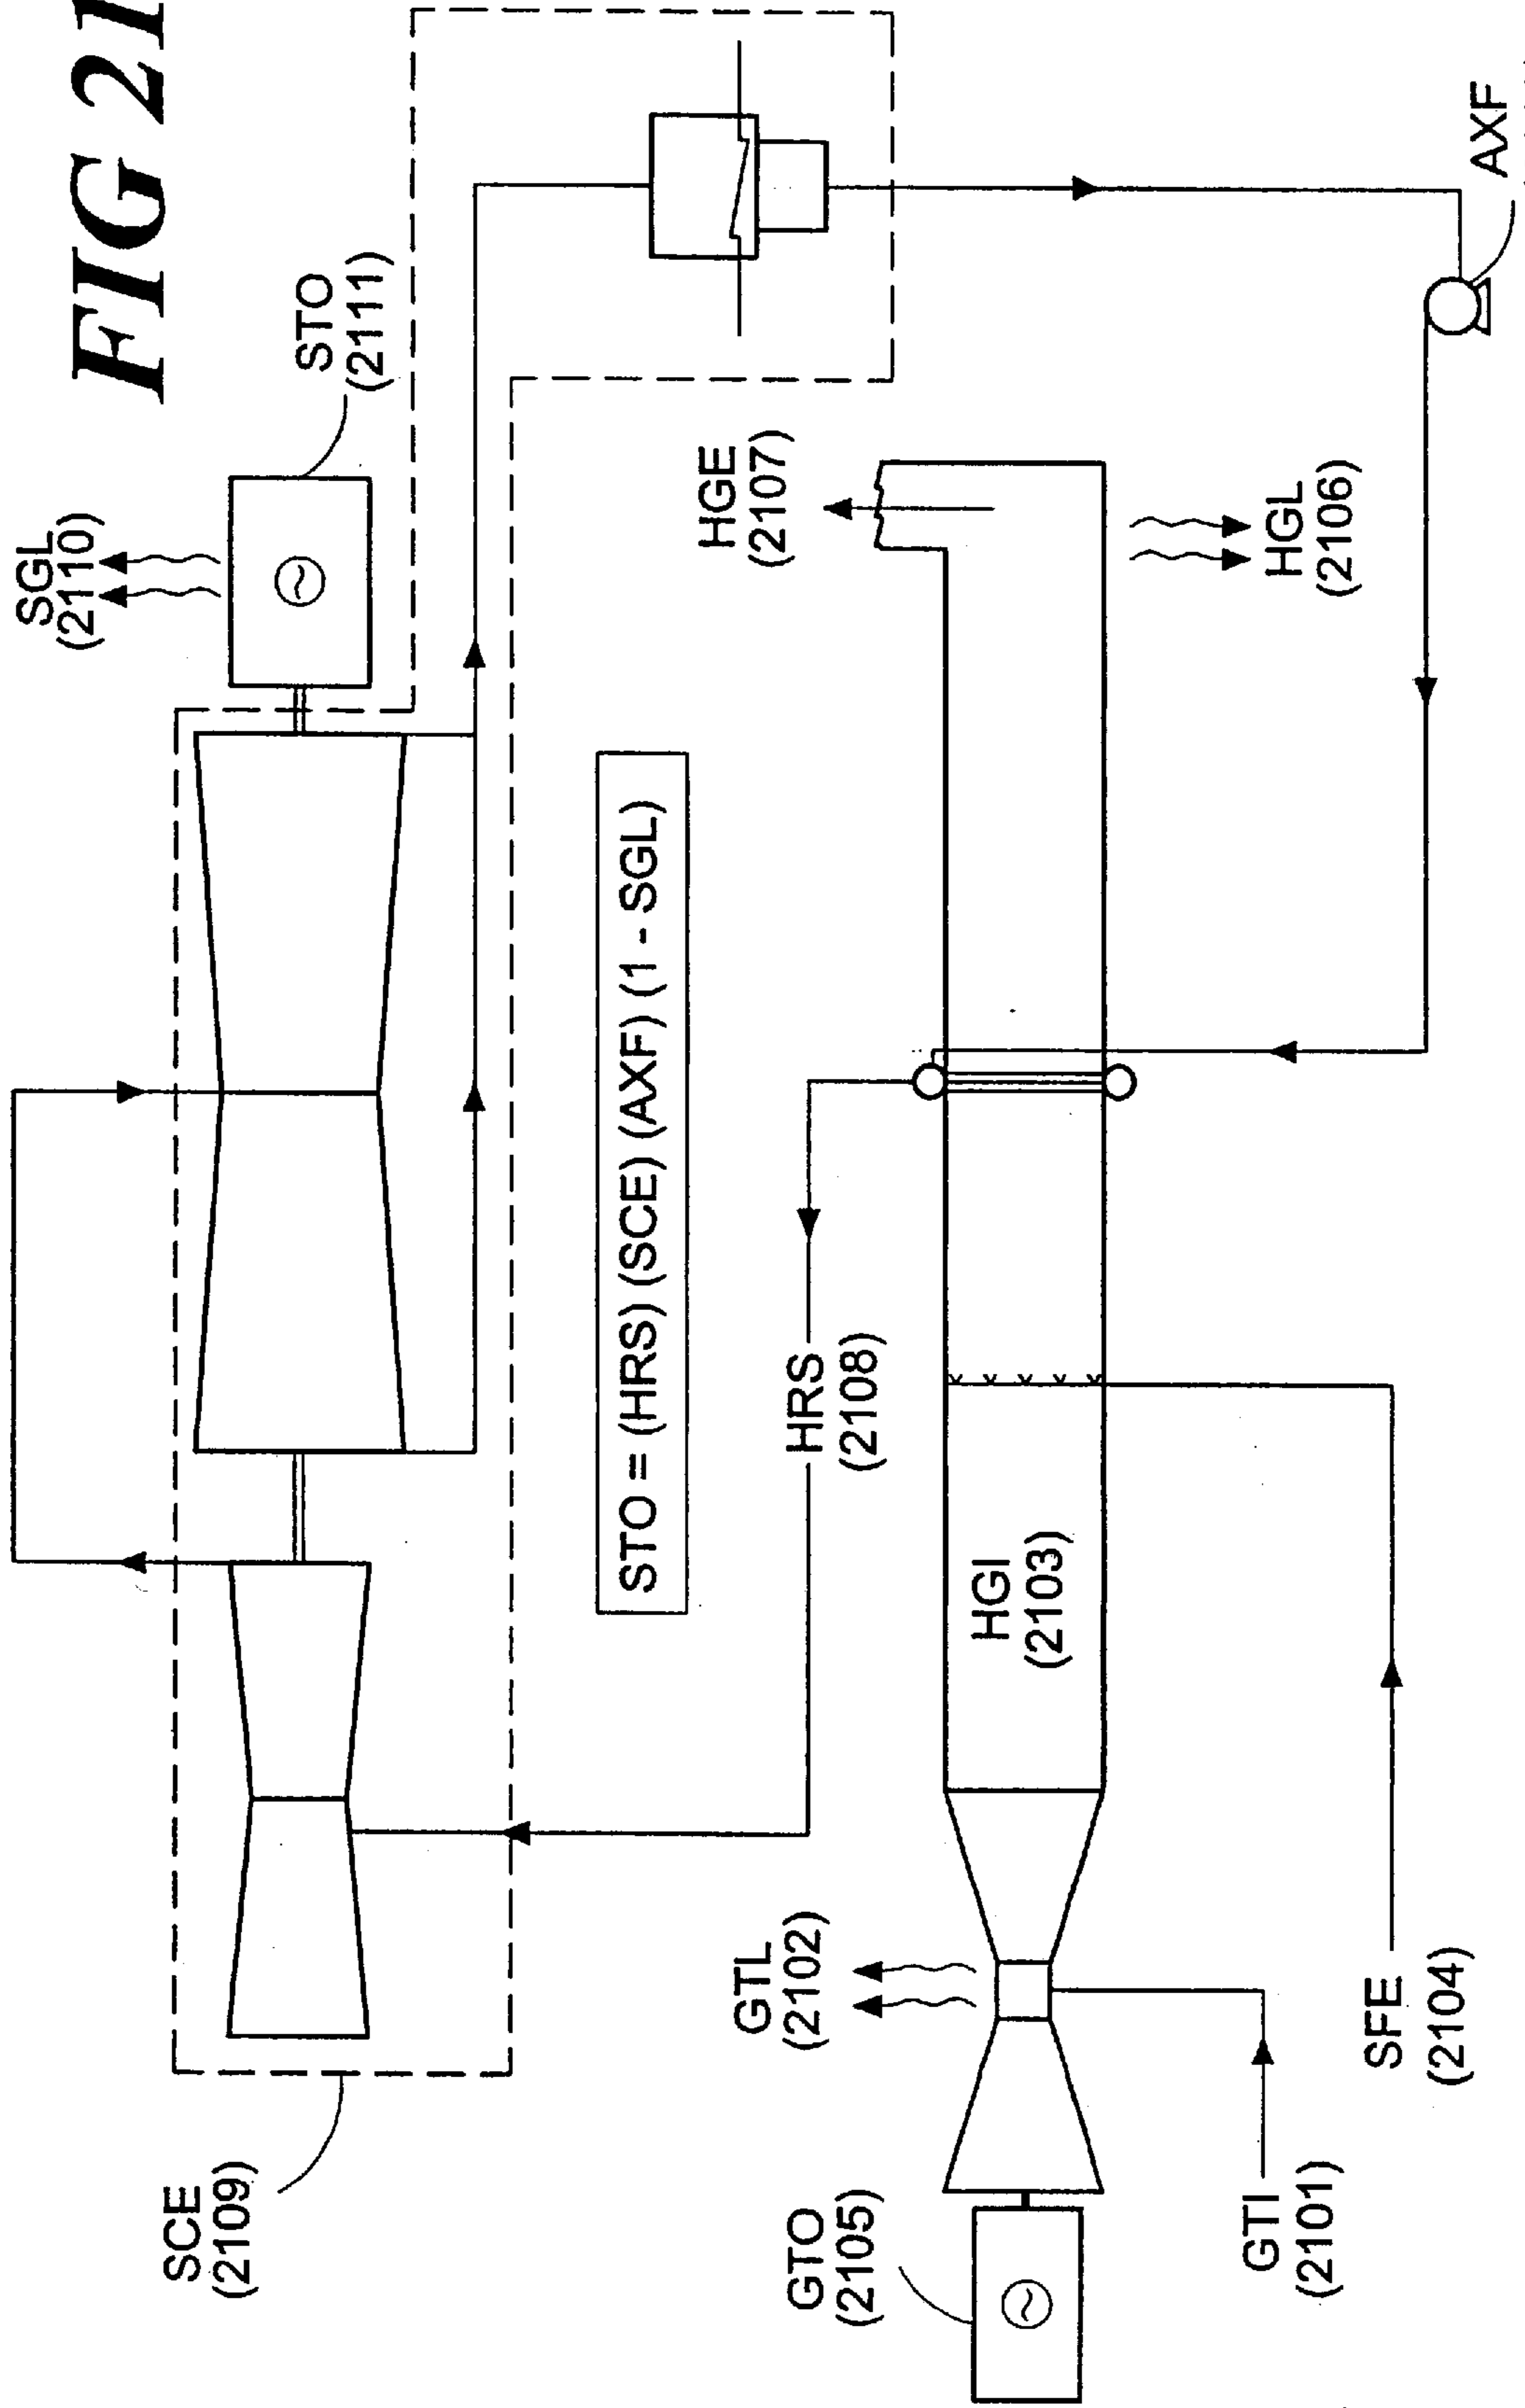 FIG 21
SGL
(2110)
STO
(2111)
SCE
(2109)
STO = (HRS) (SCE) (AXF) (1 - SGL)
HGE
(2107)
HRS
(2108)
GTL
(2102)
GTO
(2105)
HGI
(2103)
HGL
(2106)
GTI
(2101)
SFE
(2104)
AXF